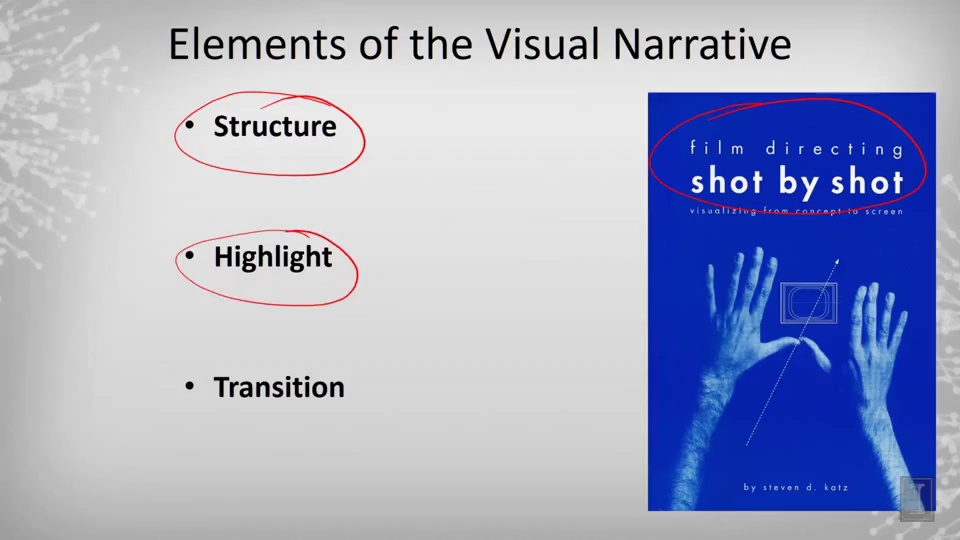 Elements of the Visual Narrative
• Structure
• Highlight
• Transition
film directing
shot by shot
visualizing from concept to screen
by steven d. katz
I